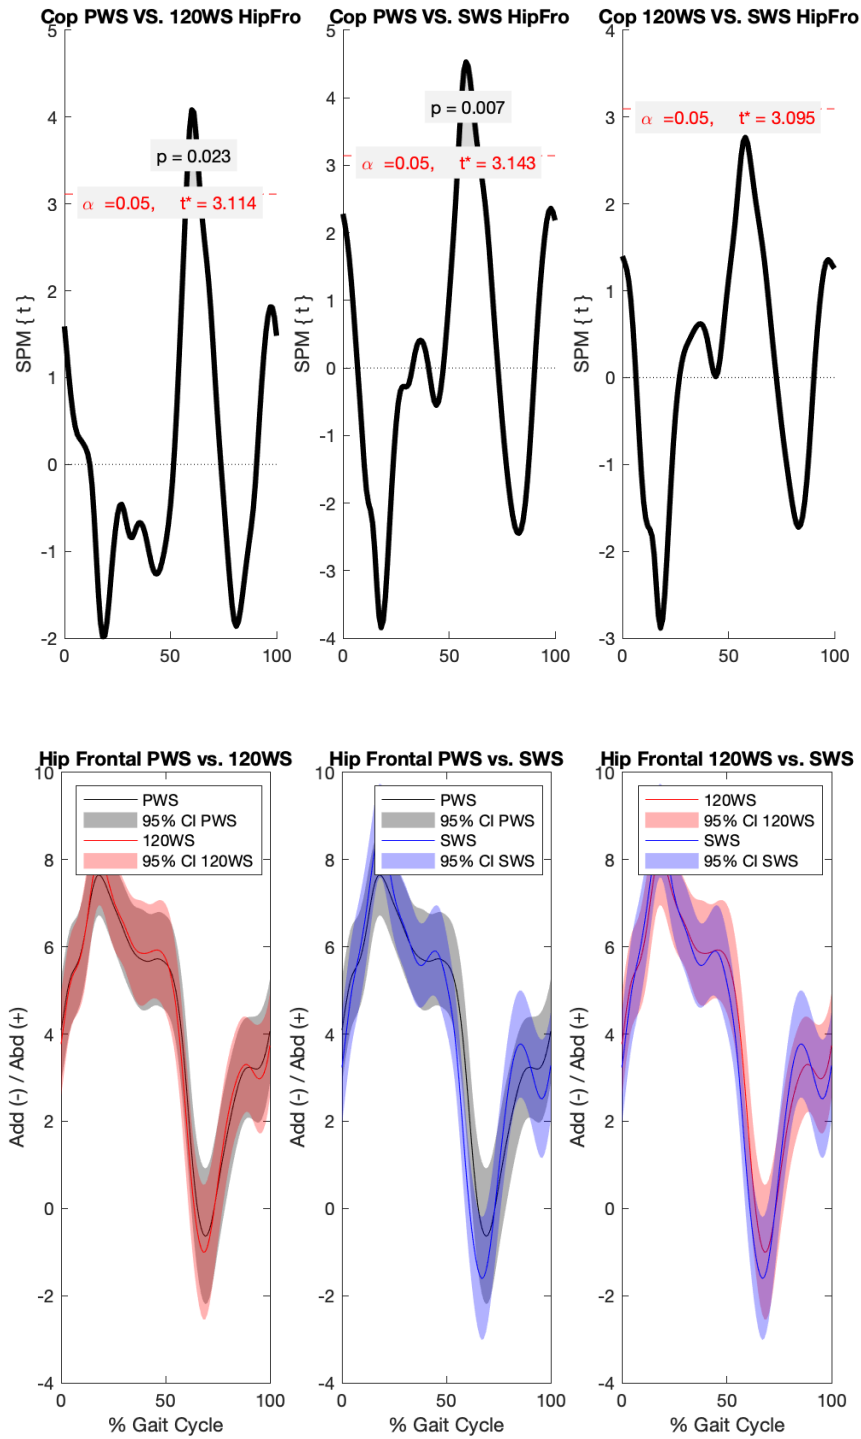 Cop PWS VS. 120WS HipFro
5
4
3
2
1
0
-1
-2
0
50
100
SPM { t }
p = 0.023
α =0.05, t* = 3.114
Cop PWS VS. SWS HipFro
5
4
3
2
1
0
-1
-2
-3
-4
0
50
100
SPM { t }
p = 0.007
α =0.05, t* = 3.143
Cop 120WS VS. SWS HipFro
4
3
2
1
0
-1
-2
-3
0
50
100
SPM { t }
α =0.05, t* = 3.095
Hip Frontal PWS vs. 120WS
10
8
6
4
2
0
-2
-4
0
50
100
Add (-) / Abd (+)
% Gait Cycle
PWS
95% CI PWS
120WS
95% CI 120WS
Hip Frontal PWS vs. SWS
10
8
6
4
2
0
-2
-4
0
50
100
Add (-) / Abd (+)
% Gait Cycle
PWS
95% CI PWS
SWS
95% CI SWS
Hip Frontal 120WS vs. SWS
10
8
6
4
2
0
-2
-4
0
50
100
Add (-) / Abd (+)
% Gait Cycle
120WS
95% CI 120WS
SWS
95% CI SWS